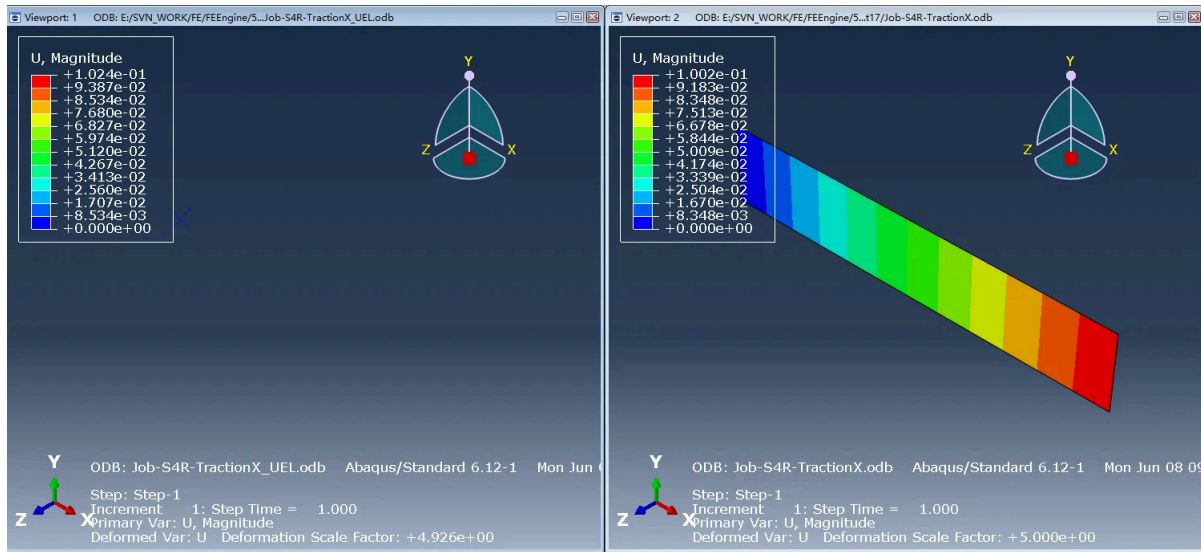 Viewport: 1 ODB: E:/SVN_WORK/FE/FEEngine/5...Job-S4R-TractionX_UEL.odb
U, Magnitude
+1.024e-01
+9.387e-02
+8.534e-02
+7.680e-02
+6.827e-02
+5.974e-02
+5.120e-02
+4.267e-02
+3.413e-02
+2.560e-02
+1.707e-02
+8.534e-03
+0.000e+00
Y
Z
X
Y
Z
X
ODB: Job-S4R-TractionX_UEL.odb Abaqus/Standard 6.12-1 Mon Jun
Step: Step-1
Increment 1: Step Time = 1.000
Primary Var: U, Magnitude
Deformed Var: U Deformation Scale Factor: +4.926e+00
Viewport: 2 ODB: E:/SVN_WORK/FE/FEEngine/5...t17/Job-S4R-TractionX.odb
U, Magnitude
+1.002e-01
+9.183e-02
+8.348e-02
+7.513e-02
+6.678e-02
+5.844e-02
+5.009e-02
+4.174e-02
+3.339e-02
+2.504e-02
+1.670e-02
+8.348e-03
+0.000e+00
Y
Z
X
Y
Z
X
ODB: Job-S4R-TractionX.odb Abaqus/Standard 6.12-1 Mon Jun 08 09
Step: Step-1
Increment 1: Step Time = 1.000
Primary Var: U, Magnitude
Deformed Var: U Deformation Scale Factor: +5.000e+00